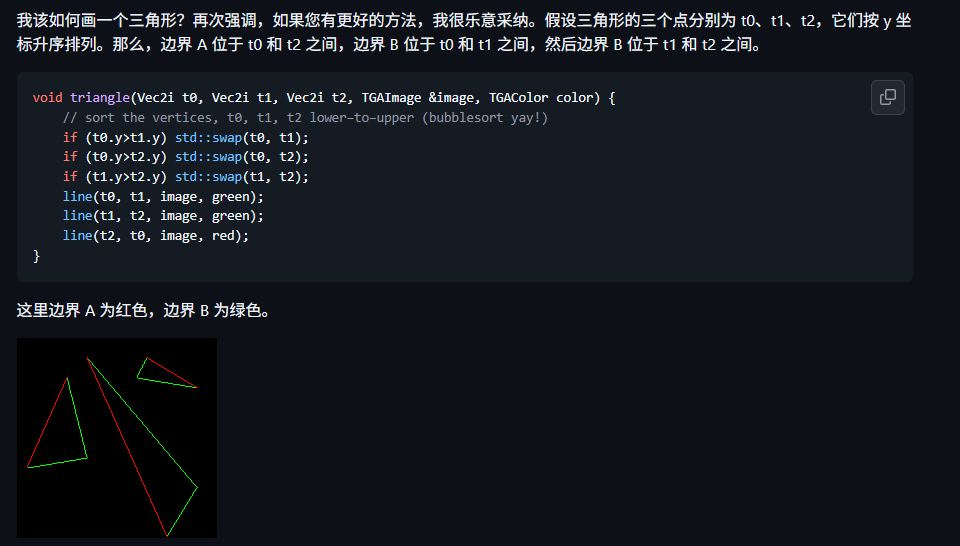 我该如何画一个三角形？再次强调，如果您有更好的方法，我很乐意采纳。假设三角形的三个点分别为 t0、t1、t2，它们按 y 坐
标升序排列。那么，边界 A 位于 t0 和 t2 之间，边界 B 位于 t0 和 t1 之间，然后边界 B 位于 t1 和 t2 之间。
void triangle(Vec2i t0, Vec2i t1, Vec2i t2, TGAImage &image, TGAColor color) {
    // sort the vertices, t0, t1, t2 lower−to−upper (bubblesort yay!)
    if (t0.y>t1.y) std::swap(t0, t1);
    if (t0.y>t2.y) std::swap(t0, t2);
    if (t1.y>t2.y) std::swap(t1, t2);
    line(t0, t1, image, green);
    line(t1, t2, image, green);
    line(t2, t0, image, red);
}
这里边界 A 为红色，边界 B 为绿色。